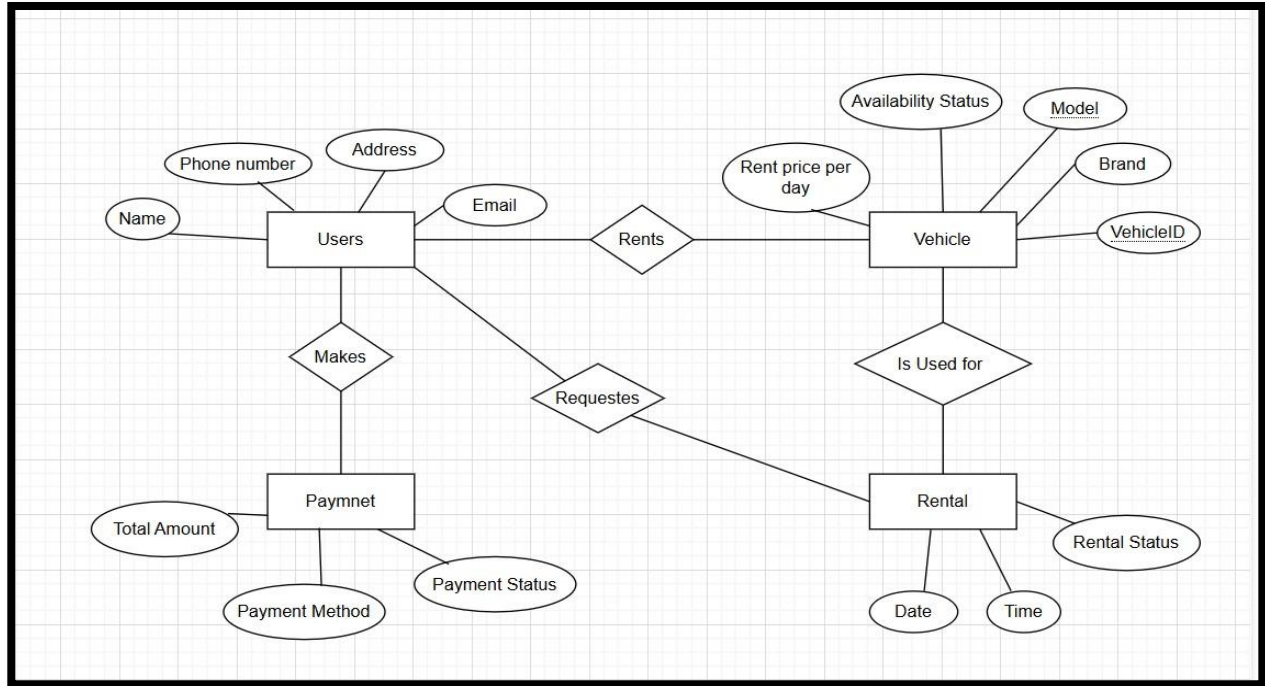 Availability Status
Model
Address
Phone number
Rent price per
day
Brand
Email
Name
Users
Rents
Vehicle
VehicleID
Makes
Is Used for
Requestes
Paymnet
Rental
Total Amount
Rental Status
Payment Status
Payment Method
Date
Time